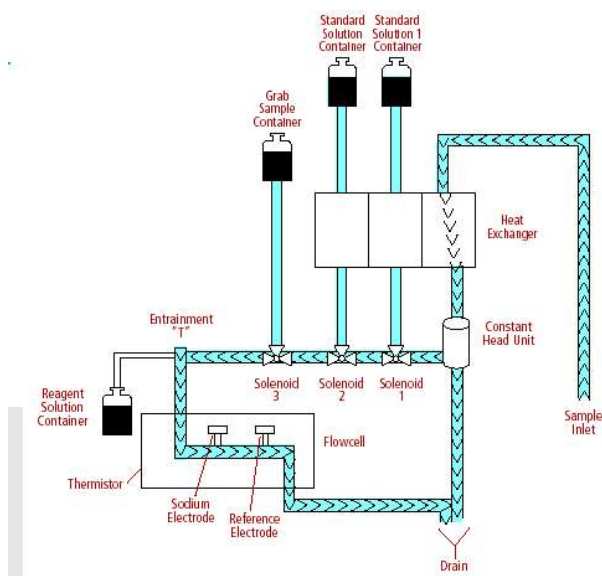 Standard
Solution
Container
Standard
Solution 1
Container
Grab
Sample
Container
Heat
Exchanger
Entrainment
"T"
Constant
Head Unit
Solenoid
3
Solenoid
2
Solenoid
1
Reagent
Solution
Container
Sample
Inlet
Flowcell
Thermistor
Sodium
Electrode
Reference
Electrode
Drain